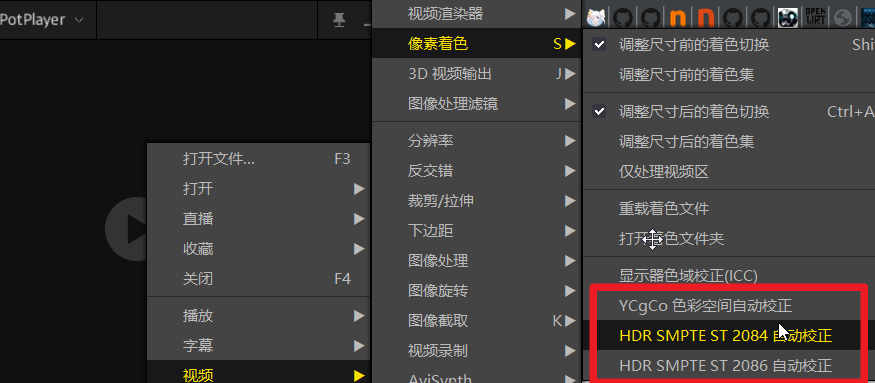 PotPlayer
打开文件... F3
打开
直播
收藏
关闭 F4
播放
字幕
视频
视频渲染器
像素着色 S
3D 视频输出 J
图像处理滤镜
分辨率
反交错
裁剪/拉伸
下边距
图像处理
图像旋转
图像截取 K
视频录制
AviSynth
调整尺寸前的着色切换 Shi
调整尺寸前的着色集
调整尺寸后的着色切换 Ctrl+A
调整尺寸后的着色集
仅处理视频区
重载着色文件
打开着色文件夹
显示器色域校正(ICC)
YCgCo 色彩空间自动校正
HDR SMPTE ST 2084 自动校正
HDR SMPTE ST 2086 自动校正
OPEN
WRT